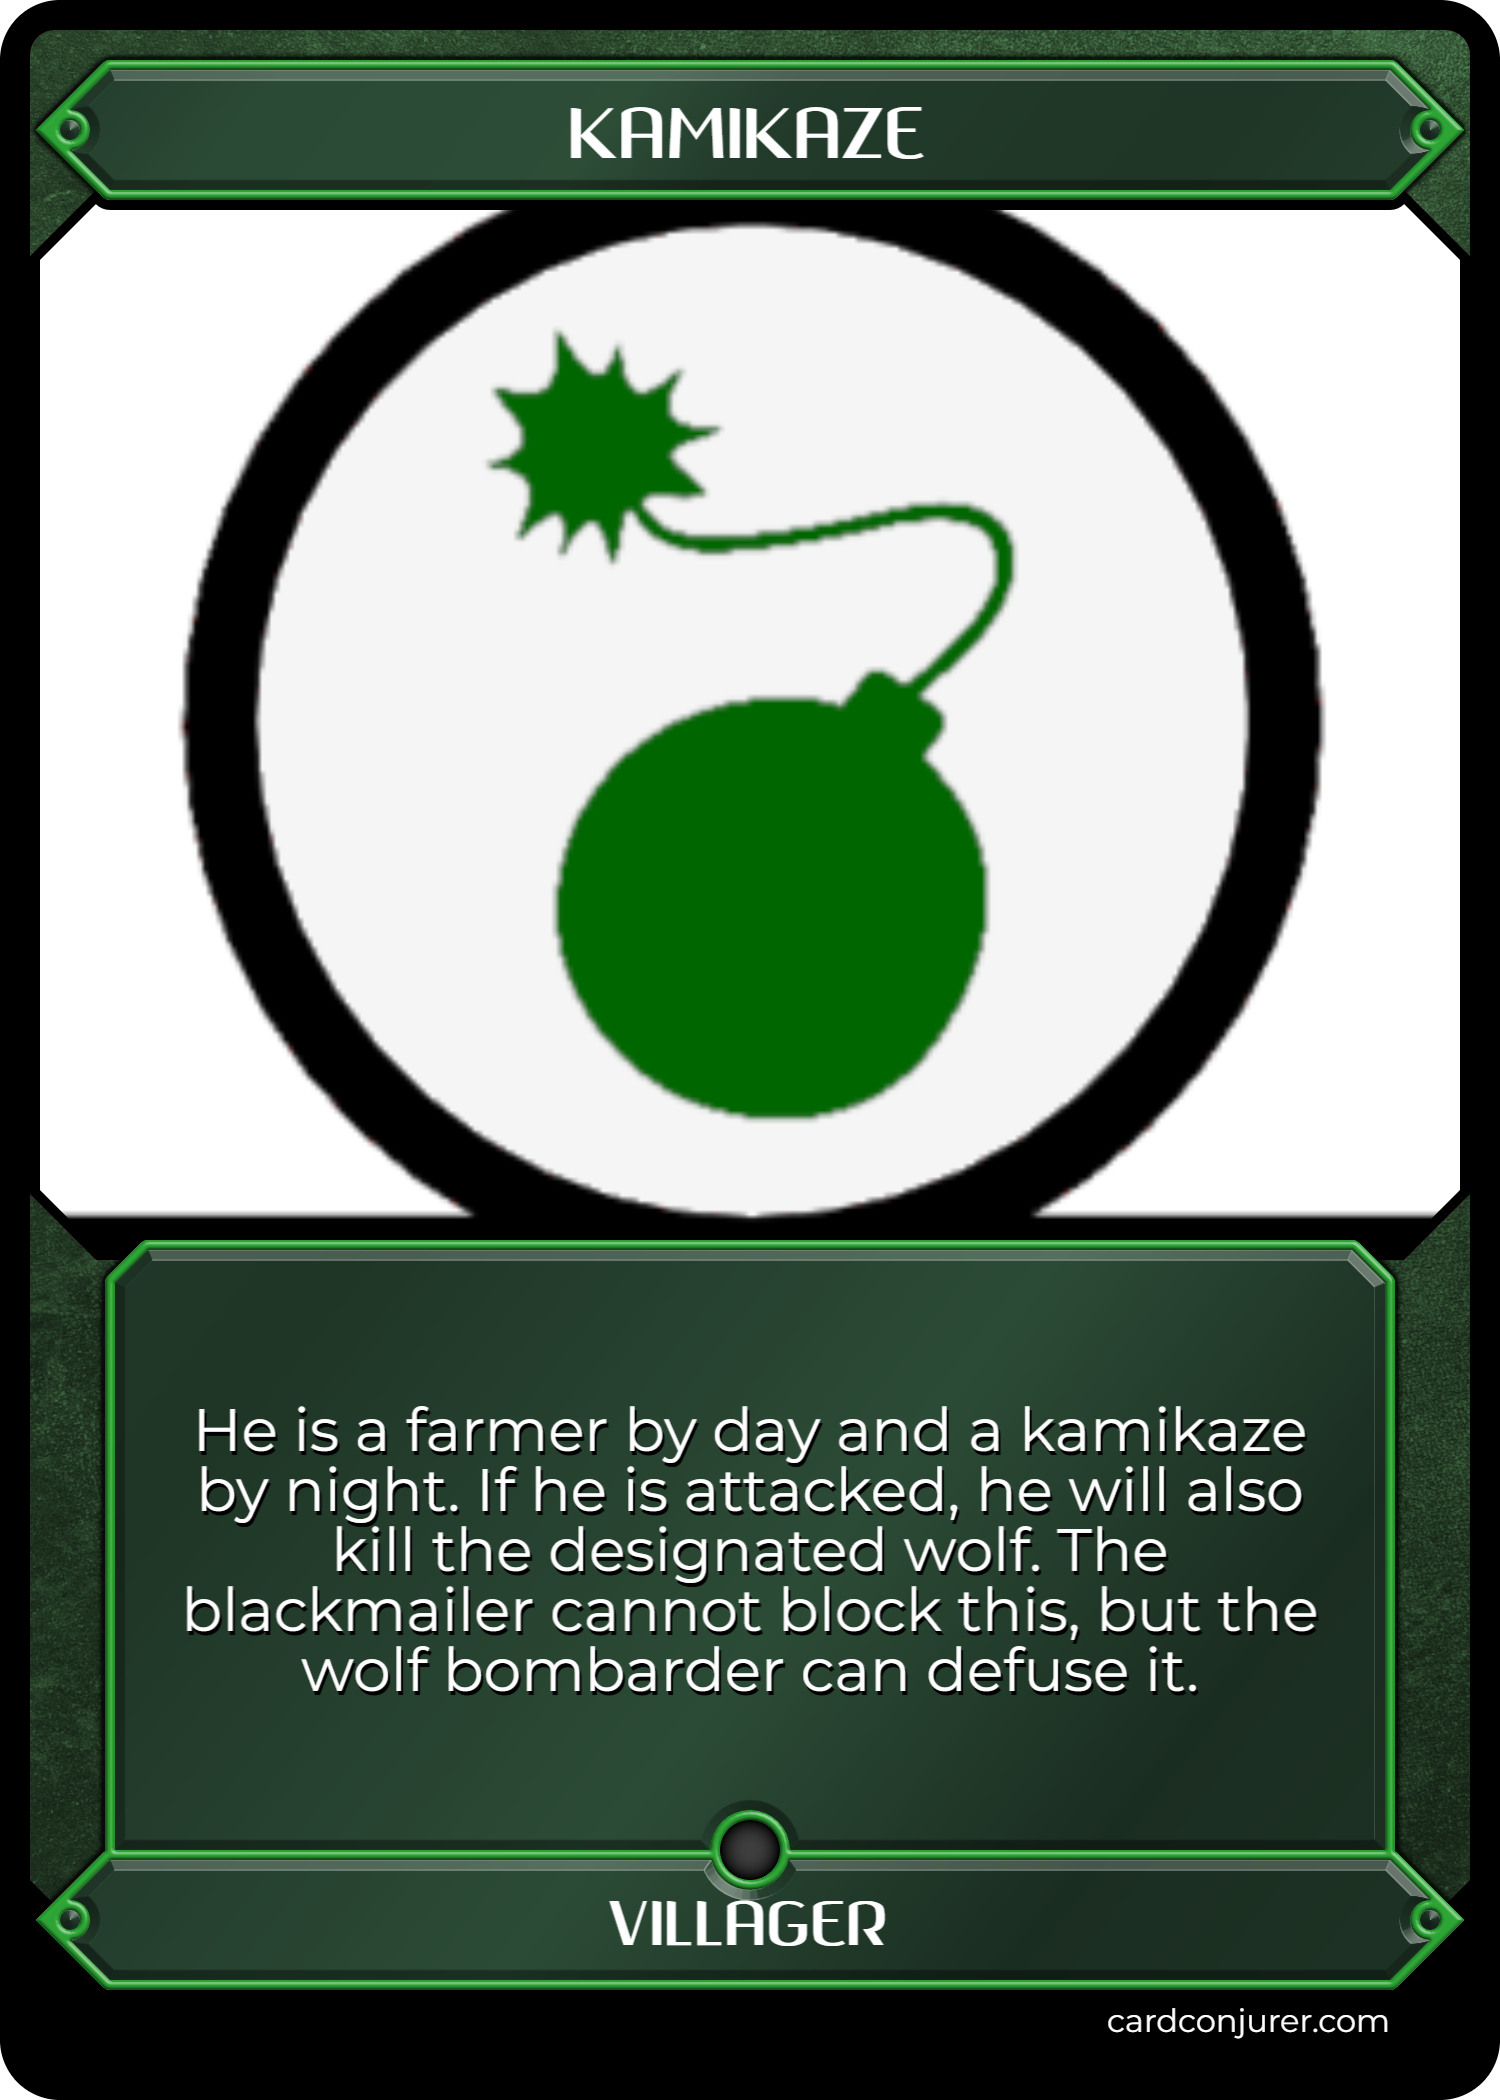 KAMIKAZE
He is a farmer by day and a kamikaze
by night. If he is attacked, he will also
kill the designated wolf. The
blackmailer cannot block this, but the
wolf bombarder can defuse it.
VILLAGER
cardconjurer.com